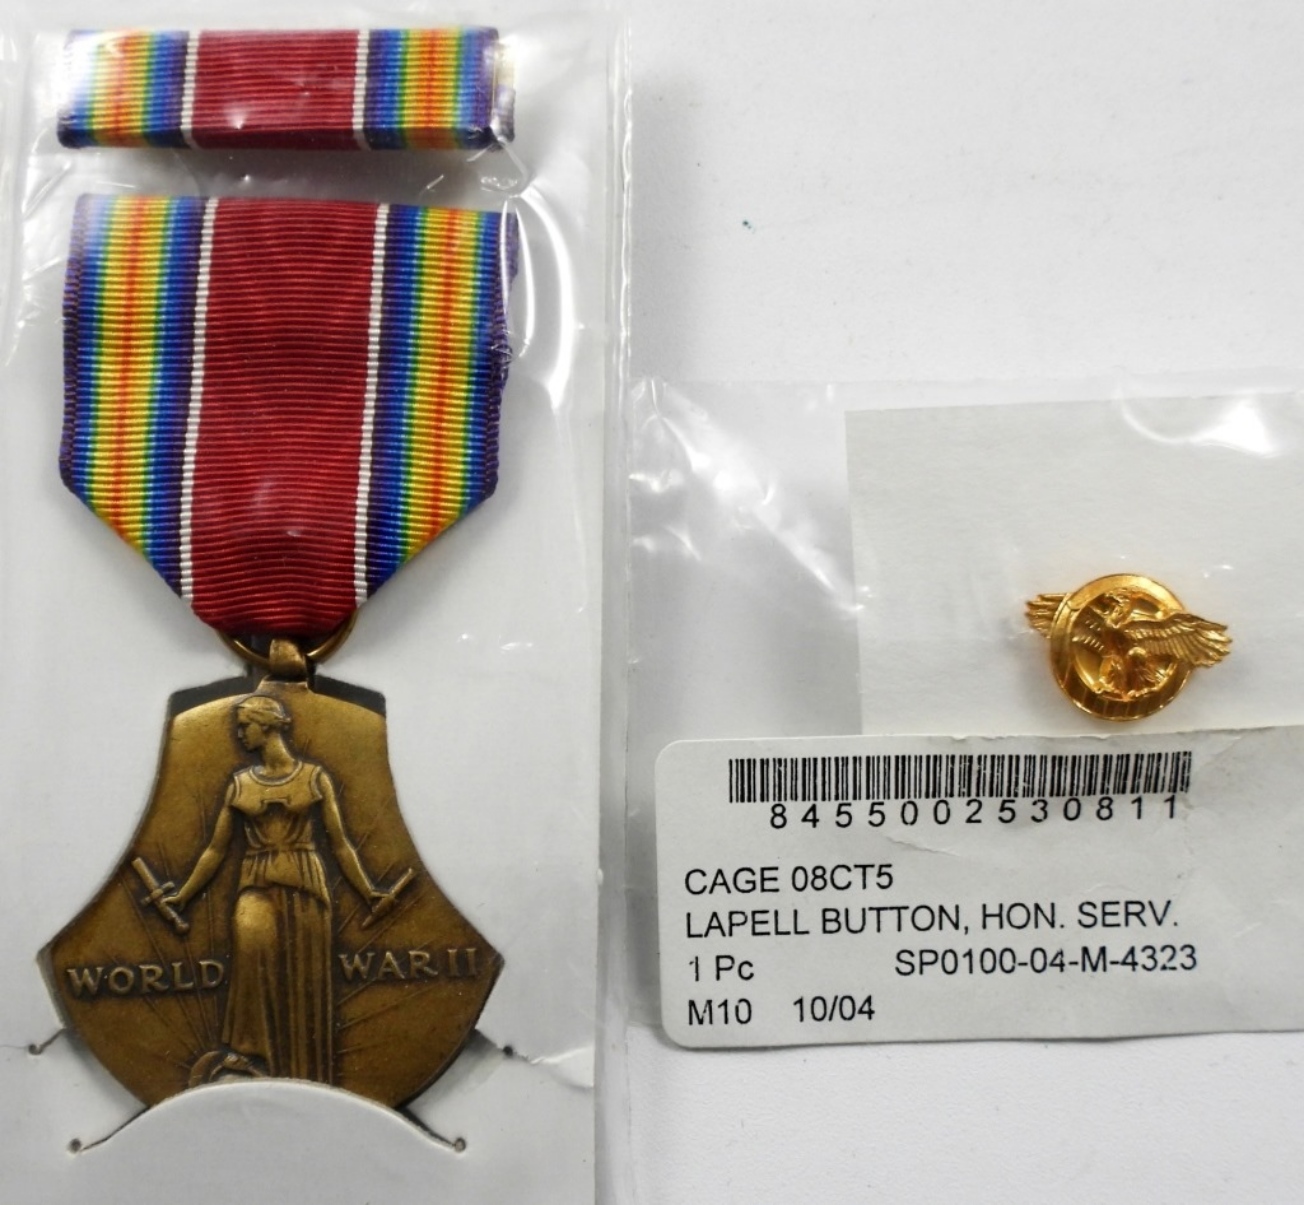 WORLD WAR II
8455002530811
CAGE 08CT5
LAPELL BUTTON, HON. SERV.
1 Pc SP0100-04-M-4323
M10 10/04